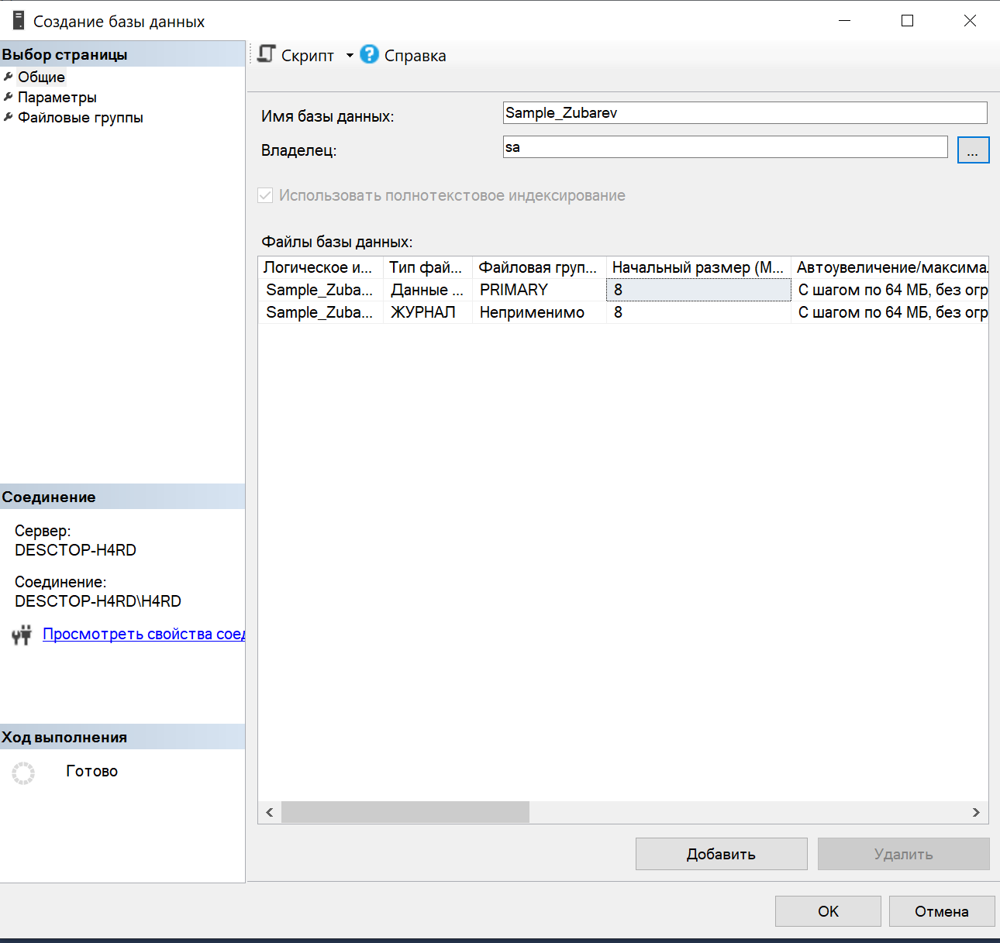 Создание базы данных
Выбор страницы
Общие
Параметры
Файловые группы
Скрипт
Справка
Имя базы данных: Sample_Zubarev
Владелец: sa ...
Использовать полнотекстовое индексирование
Файлы базы данных:
Логическое и... Тип фай... Файловая груп... Начальный размер (М... Автоувеличение/максима
Sample_Zuba... Данные ... PRIMARY 8 С шагом по 64 МБ, без огр
Sample_Zuba... ЖУРНАЛ Неприменимо 8 С шагом по 64 МБ, без огр
Соединение
Сервер:
DESCTOP-H4RD
Соединение:
DESCTOP-H4RD\H4RD
Просмотреть свойства соед
Ход выполнения
Готово
Добавить Удалить
OK Отмена